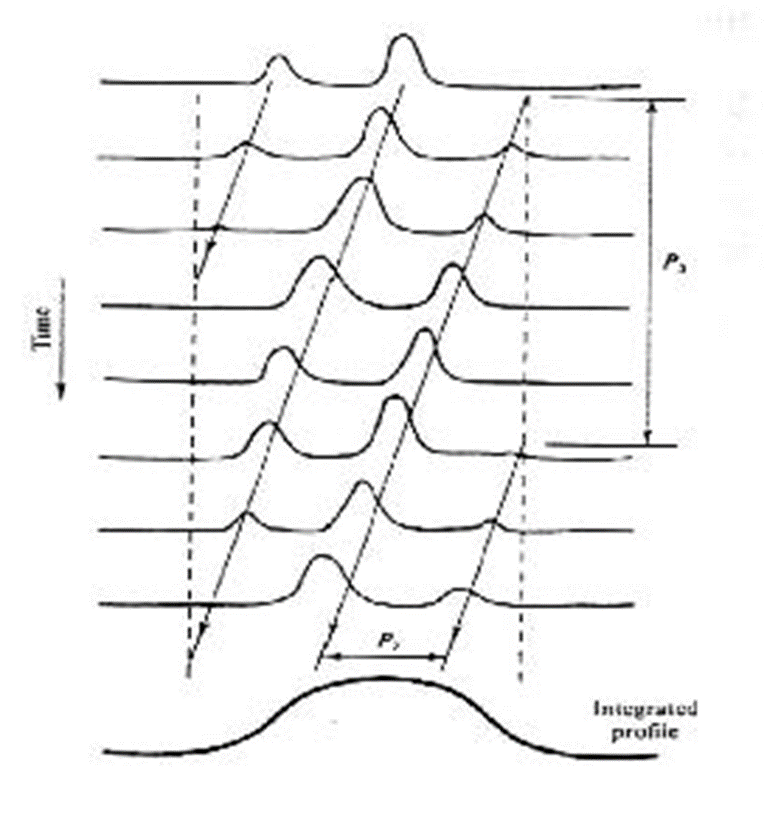 Time
P₃
P₂
Integrated
profile